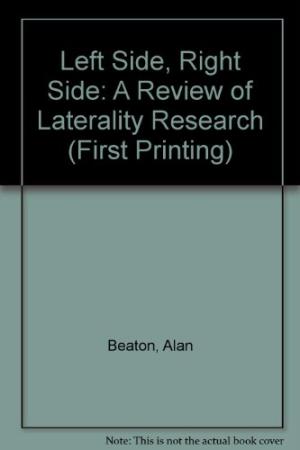 Left Side, Right
Side: A Review of
Laterality Research
(First Printing)
Beaton, Alan
Note: This is not the actual book cover